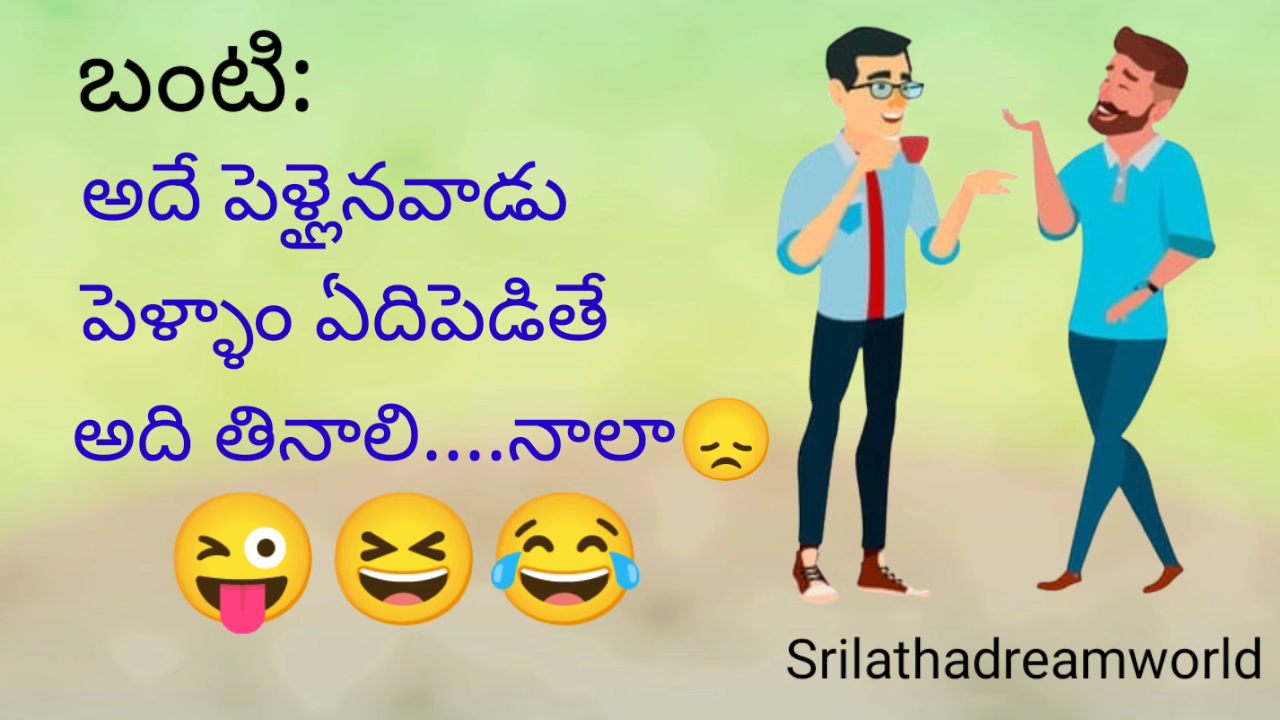 బంటి:
అదే పెళ్లైనవాడు
పెళ్ళాం ఏదిపెడితే
అది తినాలి....నాలా😞
😜😆😂
Srilathadreamworld